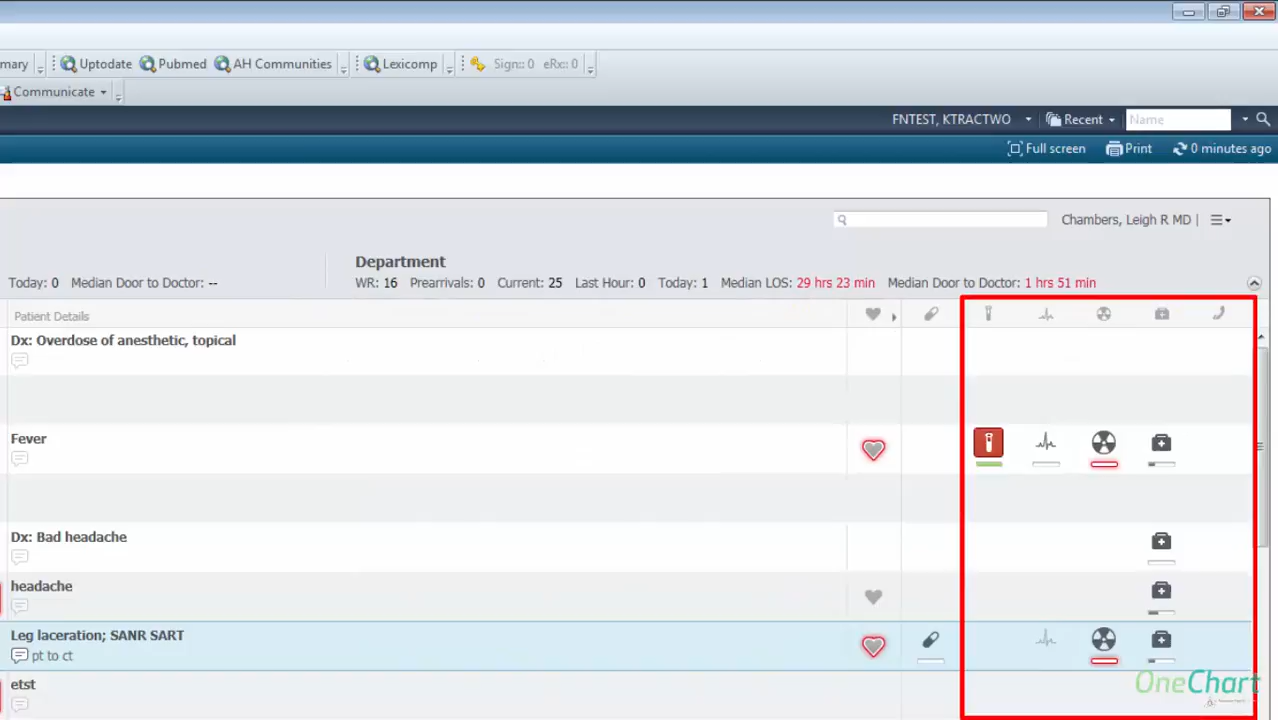 mary Uptodate Pubmed AH Communities Lexicomp Sign:: 0 eRx:: 0
Communicate
FNTEST, KTRACTWO Recent Name
Full screen Print 0 minutes ago
Chambers, Leigh R MD |
Department
Today: 0 Median Door to Doctor: -- WR: 16 Prearrivals: 0 Current: 25 Last Hour: 0 Today: 1 Median LOS: 29 hrs 23 min Median Door to Doctor: 1 hrs 51 min
Patient Details
Dx: Overdose of anesthetic, topical
Fever
Dx: Bad headache
headache
Leg laceration; SANR SART
pt to ct
etst
OneChart